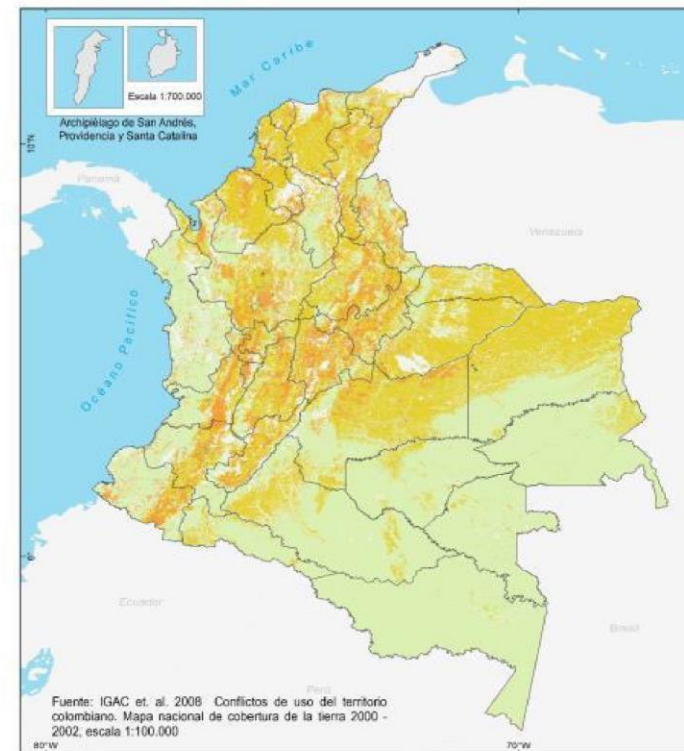 Escala 1:700.000
Archipiélago de San Andrés,
Providencia y Santa Catalina
Mar Caribe
10°N
Panamá
Venezuela
Océano Pacífico
0°
Ecuador
Brasil
Perú
Fuente: IGAC et. al. 2008 Conflictos de uso del territorio
colombiano. Mapa nacional de cobertura de la tierra 2000 -
2002, escala 1:100.000
80°W
70°W